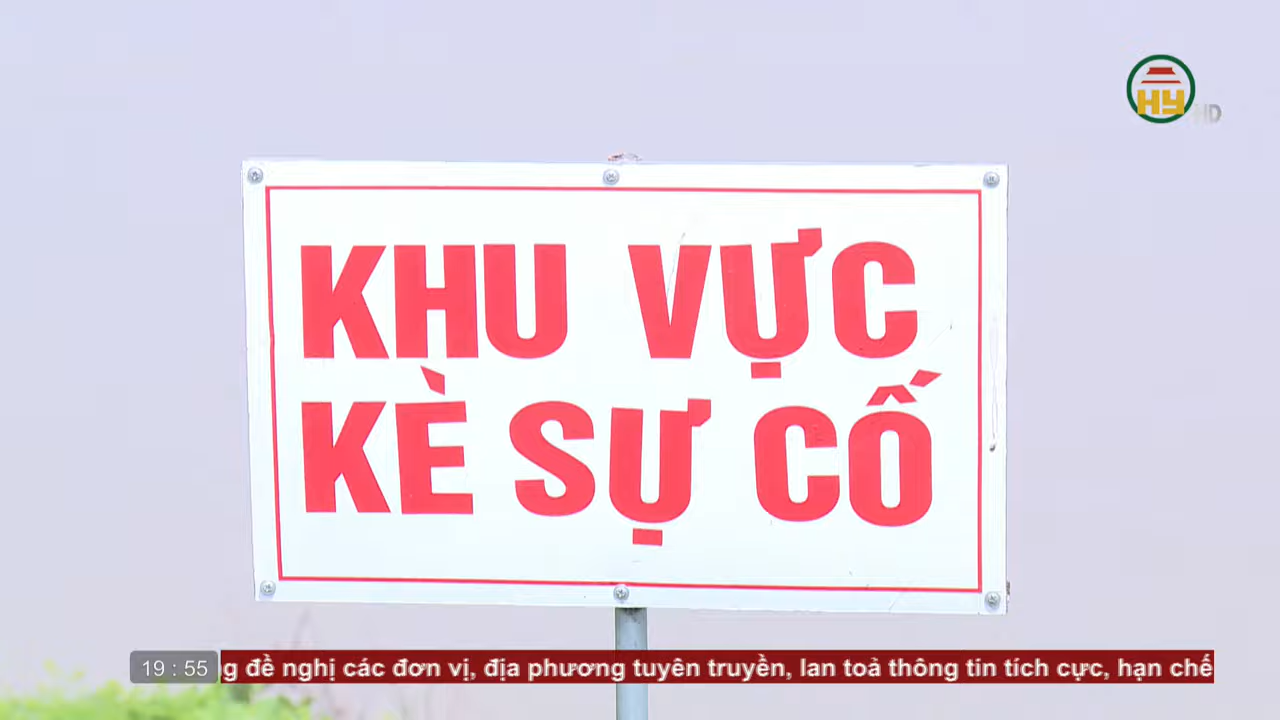 HY HD
KHU VỰC
KÈ SỰ CỐ
19 : 55
g đề nghị các đơn vị, địa phương tuyên truyền, lan toả thông tin tích cực, hạn chế